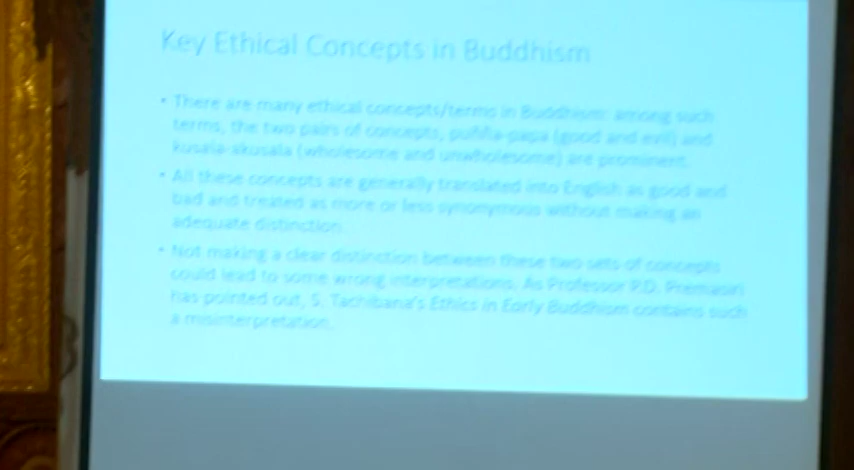 Key Ethical Concepts in Buddhism
• There are many ethical concepts/terms in Buddhism: among such
terms, the two pairs of concepts, puñña-papa (good and evil) and
kusala-akusala (wholesome and unwholesome) are prominent.
• All these concepts are generally translated into English as good and
bad and treated as more or less synonymous without making an
adequate distinction.
• Not making a clear distinction between these two sets of concepts
could lead to some wrong interpretations. As Professor P.D. Premasiri
has pointed out, S. Tachibana's Ethics in Early Buddhism contains such
a misinterpretation.